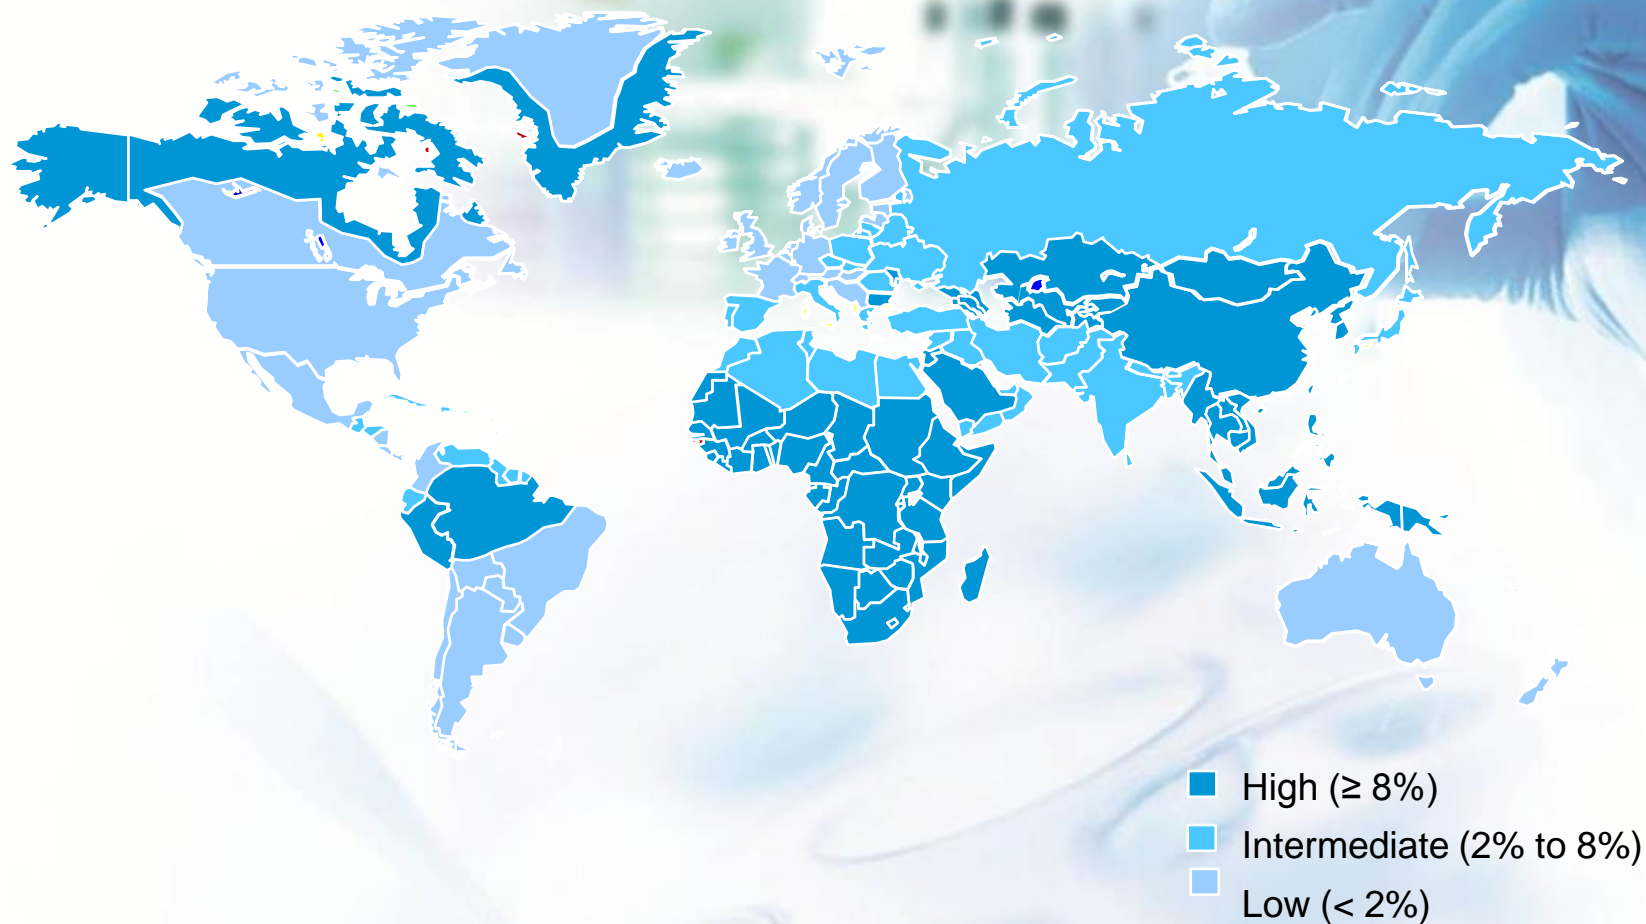 High (≥ 8%)
Intermediate (2% to 8%)
Low (< 2%)